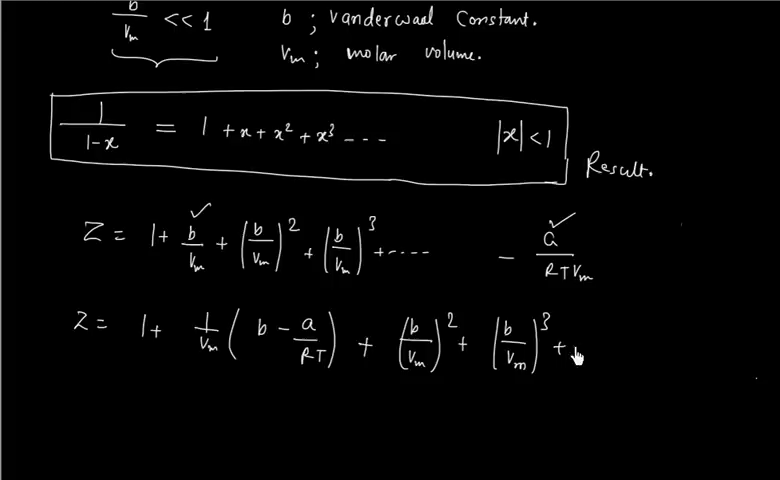 b/Vm << 1 b ; Vanderwaal Constant.
Vm ; molar volume.
1/(1-x) = 1 + x + x² + x³ --- |x| < 1
Result.
Z = 1 + b/Vm + (b/Vm)² + (b/Vm)³ + ---- - a/(RTVm)
Z = 1 + 1/Vm (b - a/RT) + (b/Vm)² + (b/Vm)³ +